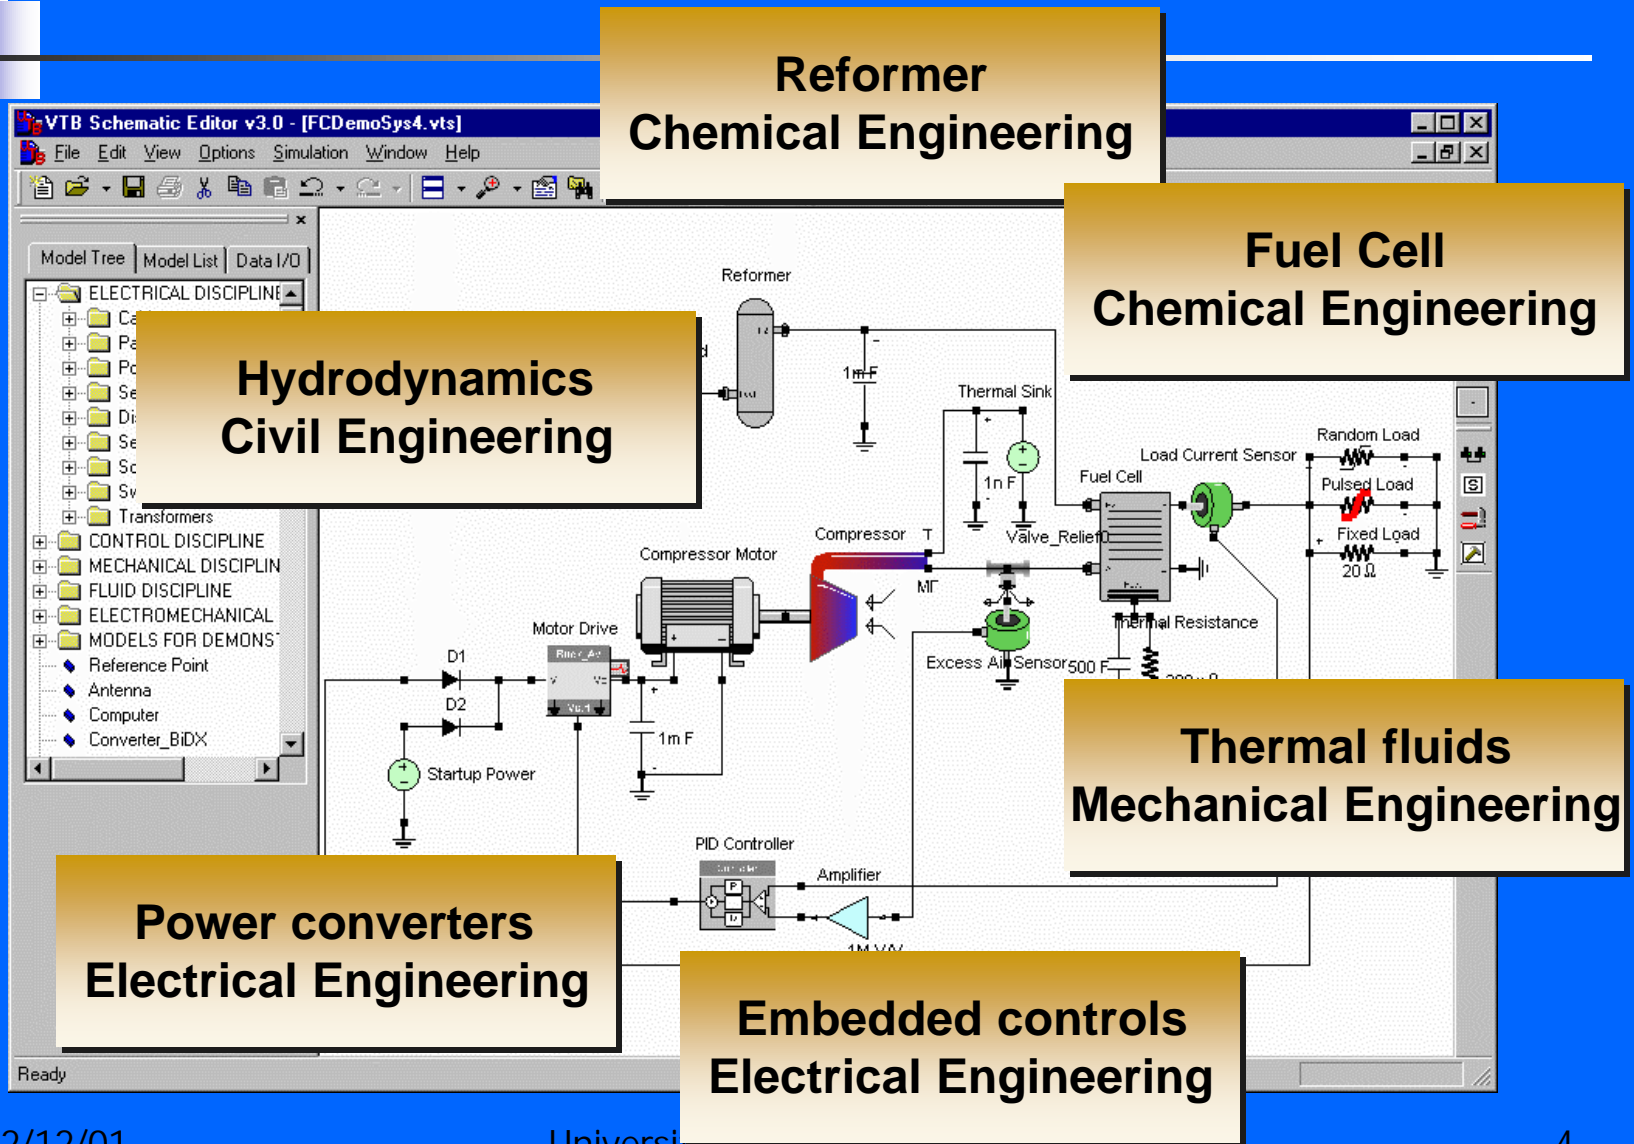 Reformer
Chemical Engineering
VTB Schematic Editor v3.0 - [FCDemoSys4.vts]
File Edit View Options Simulation Window Help
Fuel Cell
Chemical Engineering
Model Tree Model List Data I/O
ELECTRICAL DISCIPLINE
Hydrodynamics
Civil Engineering
Transformers
CONTROL DISCIPLINE
MECHANICAL DISCIPLIN
FLUID DISCIPLINE
ELECTROMECHANICAL
MODELS FOR DEMONS
Reference Point
Antenna
Computer
Converter_BiDX
Reformer
1m F
Thermal Sink
1n F
Random Load
Load Current Sensor
Pulsed Load
Fuel Cell
Fixed Load
20 Ω
Compressor T
Valve_Relief0
Compressor Motor
Motor Drive
Thermal Resistance
D1
Excess Air Sensor
500 F
D2
1m F
Startup Power
Thermal fluids
Mechanical Engineering
PID Controller
P
Amplifier
Power converters
Electrical Engineering
Embedded controls
Electrical Engineering
Ready
2/12/01
4